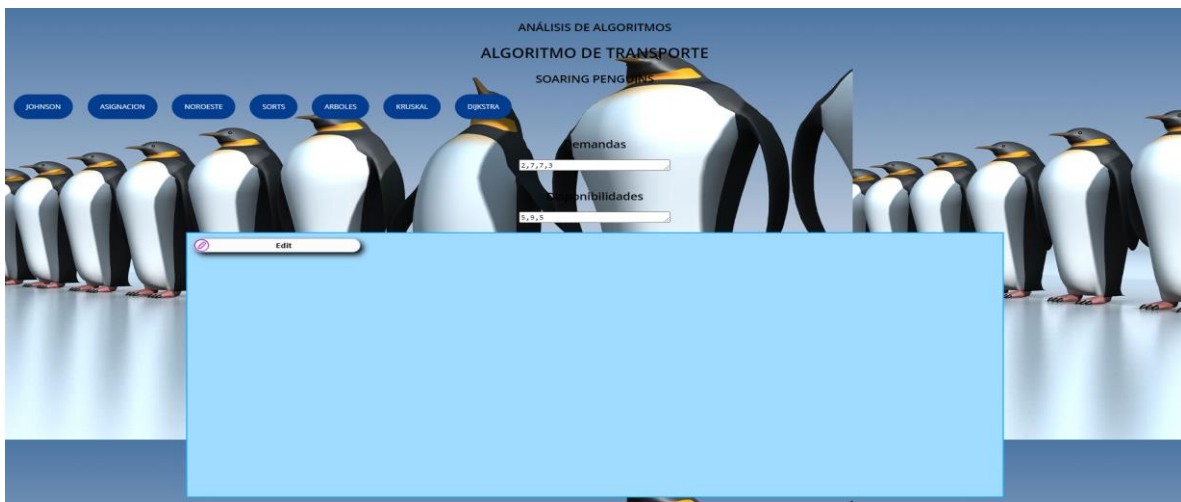 ANÁLISIS DE ALGORITMOS
ALGORITMO DE TRANSPORTE
SOARING PENGUINS
JOHNSON ASIGNACION NOROESTE SORTS ARBOLES KRUSKAL DIJKSTRA
Demandas
2,7,7,3
Disponibilidades
5,9,5
Edit